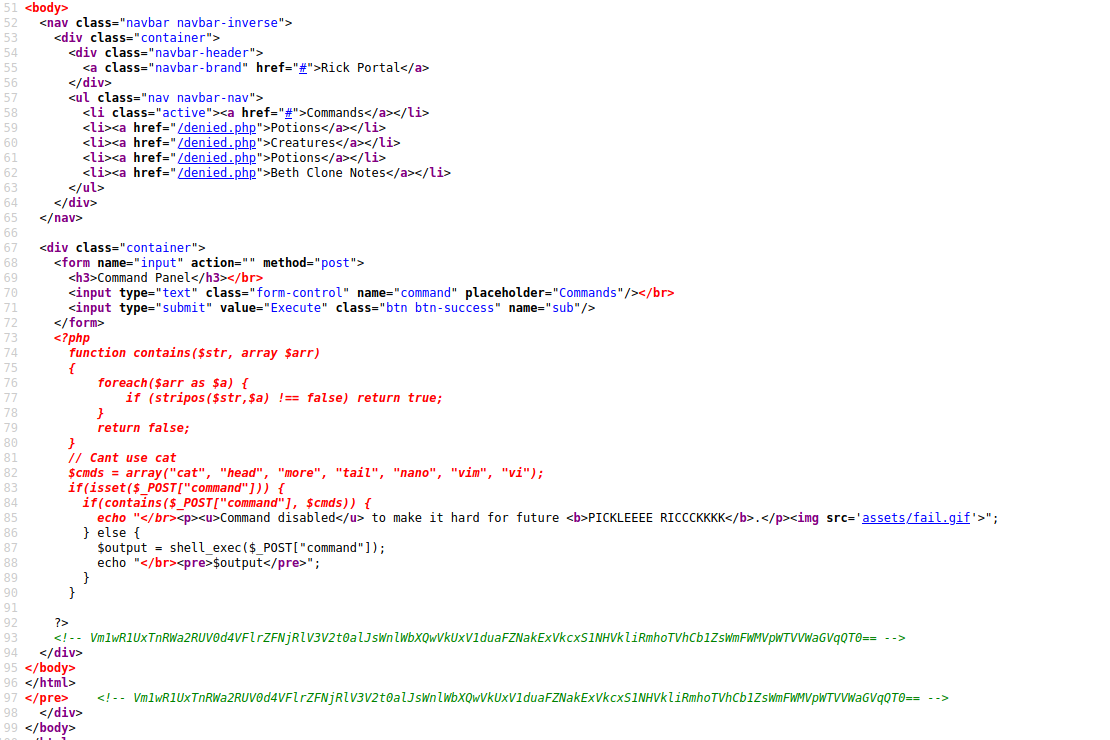 51 <body>
52 <nav class="navbar navbar-inverse">
53 <div class="container">
54 <div class="navbar-header">
55 <a class="navbar-brand" href="#">Rick Portal</a>
56 </div>
57 <ul class="nav navbar-nav">
58 <li class="active"><a href="#">Commands</a></li>
59 <li><a href="/denied.php">Potions</a></li>
60 <li><a href="/denied.php">Creatures</a></li>
61 <li><a href="/denied.php">Potions</a></li>
62 <li><a href="/denied.php">Beth Clone Notes</a></li>
63 </ul>
64 </div>
65 </nav>
66
67 <div class="container">
68 <form name="input" action="" method="post">
69 <h3>Command Panel</h3></br>
70 <input type="text" class="form-control" name="command" placeholder="Commands"/></br>
71 <input type="submit" value="Execute" class="btn btn-success" name="sub"/>
72 </form>
73 <?php
74 function contains($str, array $arr)
75 {
76 foreach($arr as $a) {
77 if (stripos($str,$a) !== false) return true;
78 }
79 return false;
80 }
81 // Cant use cat
82 $cmds = array("cat", "head", "more", "tail", "nano", "vim", "vi");
83 if(isset($_POST["command"])) {
84 if(contains($_POST["command"], $cmds)) {
85 echo "</br><p><u>Command disabled</u> to make it hard for future <b>PICKLEEEE RICCCKKKK</b>.</p><img src='assets/fail.gif'>";
86 } else {
87 $output = shell_exec($_POST["command"]);
88 echo "</br><pre>$output</pre>";
89 }
90 }
91
92 ?>
93 <!-- Vm1wR1UxTnRWa2RUV0d4VFlrZFNjRlV3V2t0alJsWnlWbXQwVkUxV1duaFZNakExVkcxS1NHVkliRmhoTVhCb1ZsWmFWMVpWTVVWaGVqQT0== -->
94 </div>
95 </body>
96 </html>
97 </pre> <!-- Vm1wR1UxTnRWa2RUV0d4VFlrZFNjRlV3V2t0alJsWnlWbXQwVkUxV1duaFZNakExVkcxS1NHVkliRmhoTVhCb1ZsWmFWMVpWTVVWaGVqQT0== -->
98 </div>
99 </body>